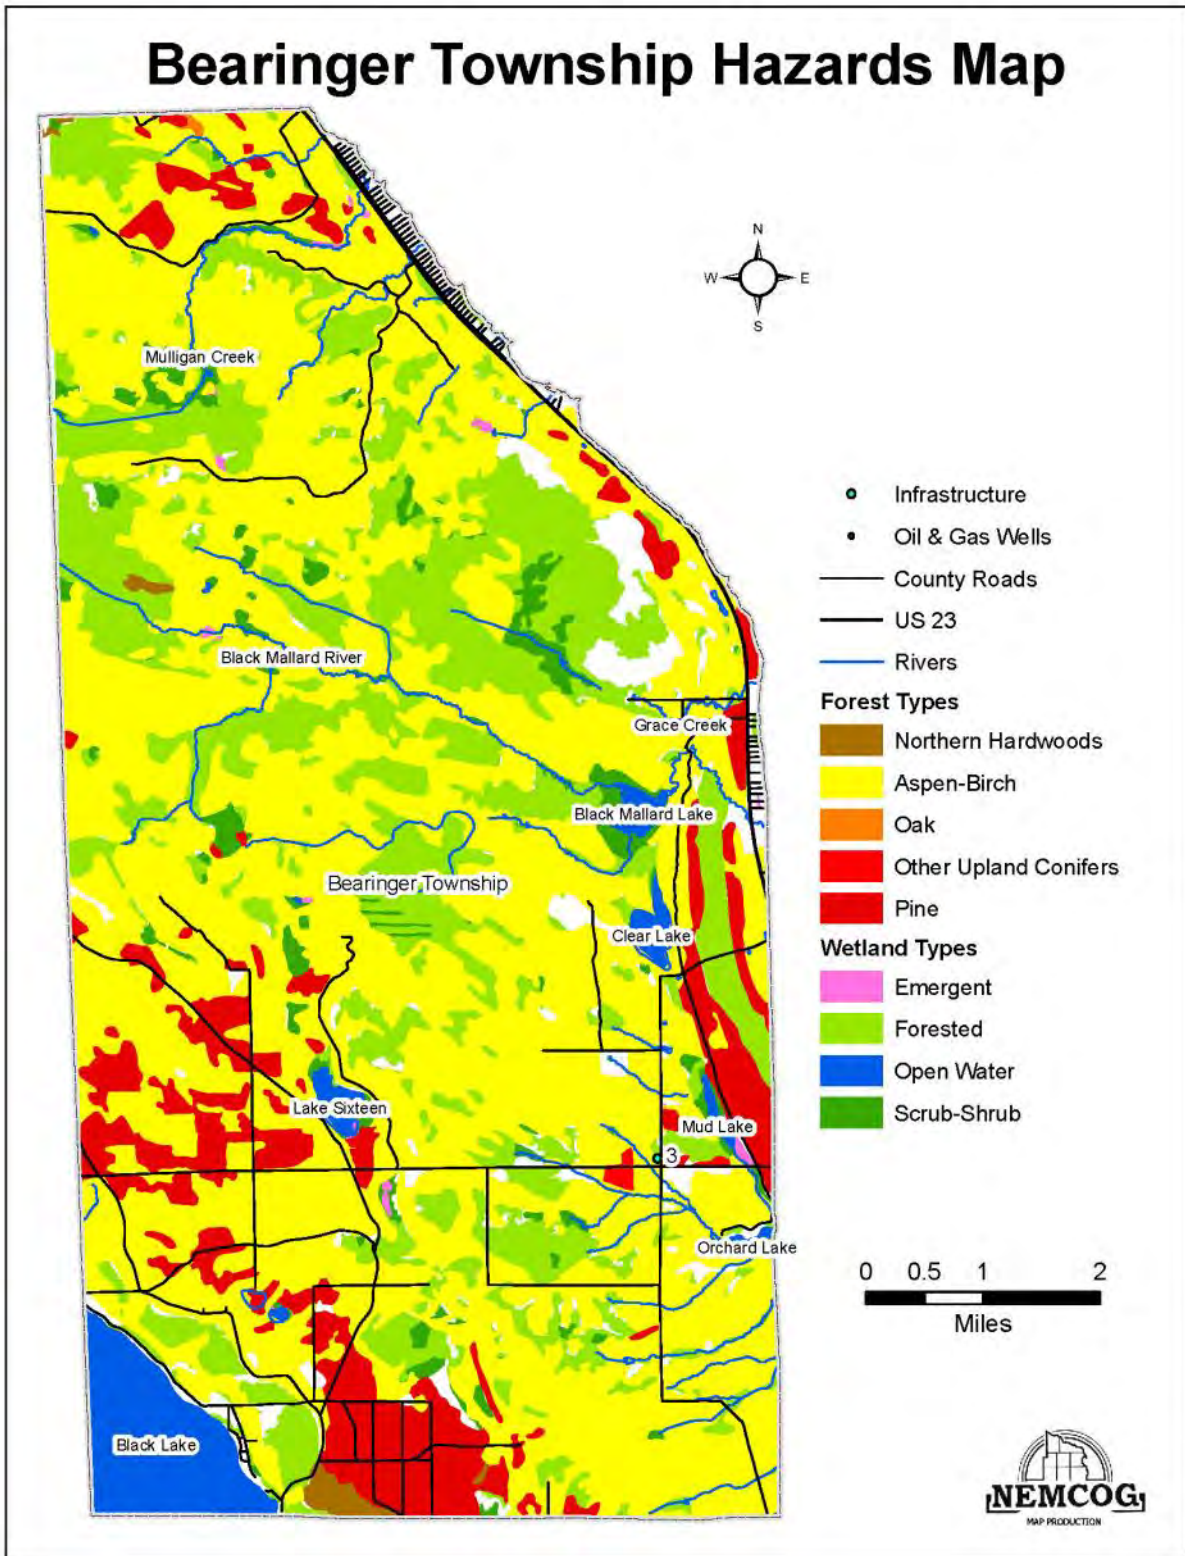 Bearinger Township Hazards Map
N
W
E
S
Mulligan Creek
Infrastructure
Oil & Gas Wells
County Roads
US 23
Rivers
Black Mallard River
Forest Types
Grace Creek
Northern Hardwoods
Aspen-Birch
Black Mallard Lake
Oak
Other Upland Conifers
Bearinger Township
Pine
Clear Lake
Wetland Types
Emergent
Forested
Open Water
Lake Sixteen
Scrub-Shrub
Mud Lake
3
Orchard Lake
0 0.5 1 2
Miles
Black Lake
NEMCOG
MAP PRODUCTION